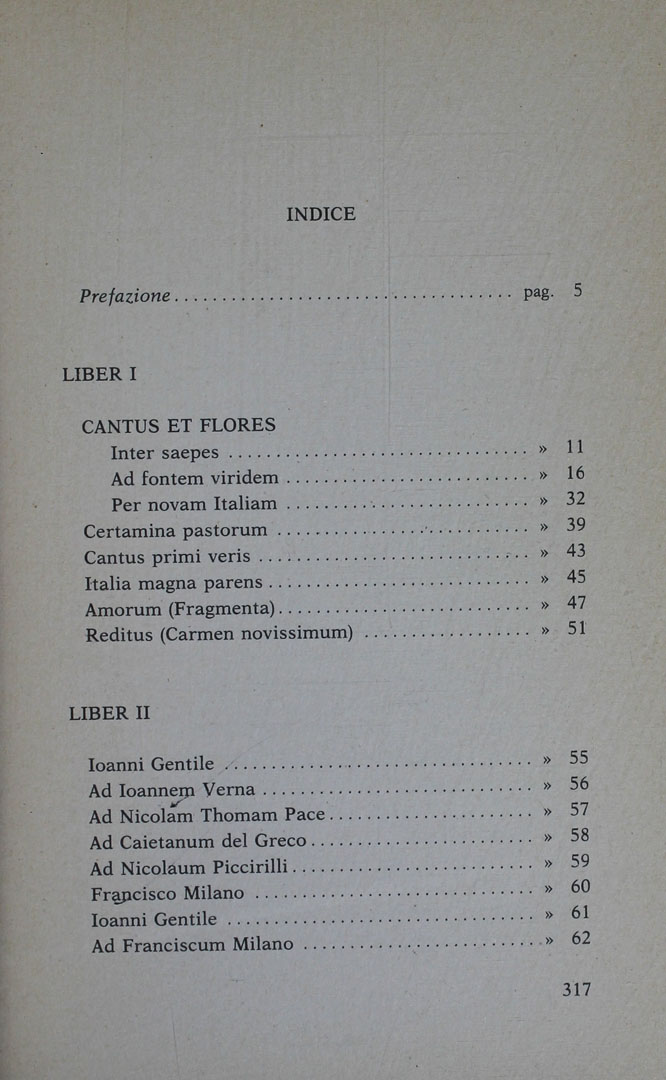 INDICE
Prefazione . . . . . . . . . . . . . . . . . . . . . . . . . . . . . . . . . . . . pag. 5
LIBER I
CANTUS ET FLORES
Inter saepes . . . . . . . . . . . . . . . . . . . . . . . . . . . . . . . . » 11
Ad fontem viridem . . . . . . . . . . . . . . . . . . . . . . . . . . » 16
Per novam Italiam . . . . . . . . . . . . . . . . . . . . . . . . . . » 32
Certamina pastorum . . . . . . . . . . . . . . . . . . . . . . . . . . . » 39
Cantus primi veris . . . . . . . . . . . . . . . . . . . . . . . . . . . . . » 43
Italia magna parens . . . . . . . . . . . . . . . . . . . . . . . . . . . . » 45
Amorum (Fragmenta) . . . . . . . . . . . . . . . . . . . . . . . . . . . » 47
Reditus (Carmen novissimum) . . . . . . . . . . . . . . . . . . » 51
LIBER II
Ioanni Gentile . . . . . . . . . . . . . . . . . . . . . . . . . . . . . . . . . » 55
Ad Ioannem Verna . . . . . . . . . . . . . . . . . . . . . . . . . . . . . » 56
Ad Nicolam Thomam Pace . . . . . . . . . . . . . . . . . . . . . . » 57
Ad Caietanum del Greco . . . . . . . . . . . . . . . . . . . . . . . . » 58
Ad Nicolaum Piccirilli . . . . . . . . . . . . . . . . . . . . . . . . . . » 59
Francisco Milano . . . . . . . . . . . . . . . . . . . . . . . . . . . . . . » 60
Ioanni Gentile . . . . . . . . . . . . . . . . . . . . . . . . . . . . . . . . . » 61
Ad Franciscum Milano . . . . . . . . . . . . . . . . . . . . . . . . . » 62
317